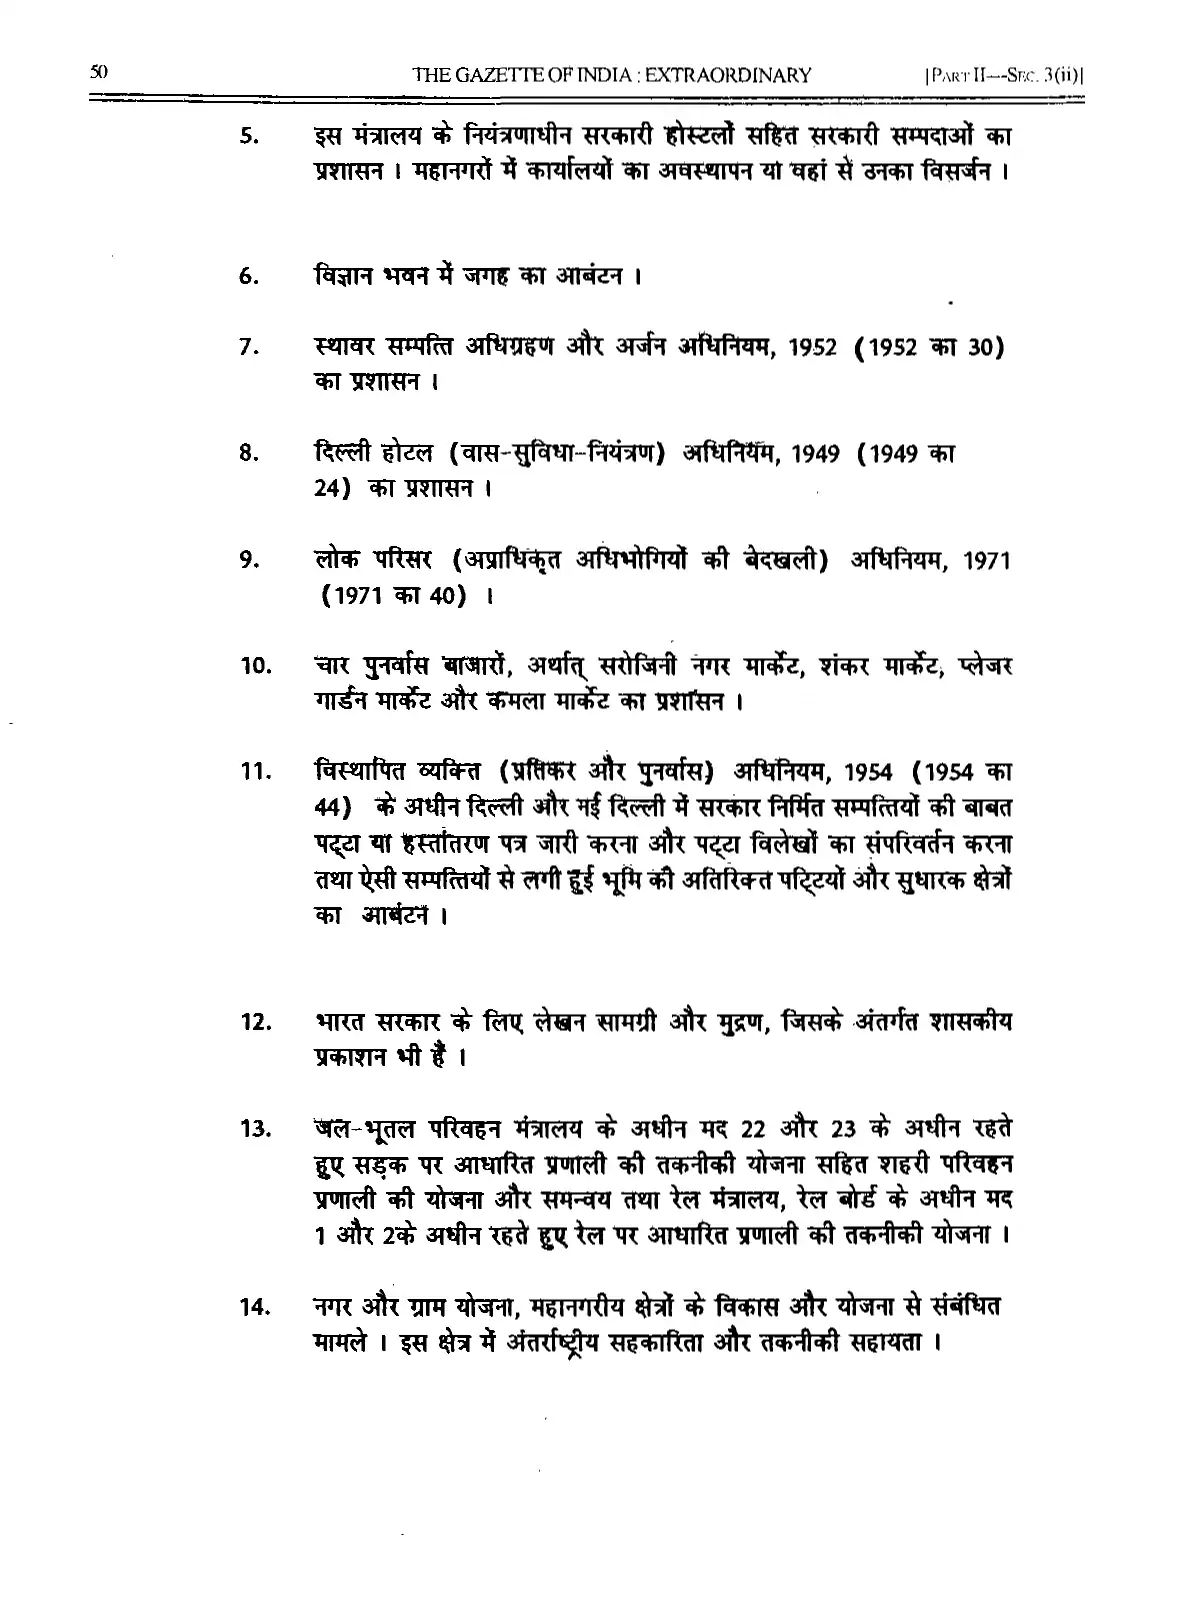 50 THE GAZETTE OF INDIA : EXTRAORDINARY [PART II—SEC. 3(ii)]
5. इस मंत्रालय के नियंत्रणाधीन सरकारी होस्टलों सहित सरकारी सम्पदाओं का
प्रशासन । महानगरों में कार्यालयों का अवस्थापन या वहां से उनका विसर्जन ।
6. विज्ञान भवन में जगह का आबंटन ।
7. स्थावर सम्पत्ति अधिग्रहण और अर्जन अधिनियम, 1952 (1952 का 30)
का प्रशासन ।
8. दिल्ली होटल (वास-सुविधा-नियंत्रण) अधिनियम, 1949 (1949 का
24) का प्रशासन ।
9. लोक परिसर (अप्राधिकृत अधिभोगियों की बेदखली) अधिनियम, 1971
(1971 का 40) ।
10. चार पुनर्वास बाजारों, अर्थात् सरोजिनी नगर मार्केट, शंकर मार्केट, प्लेजर
गार्डन मार्केट और कमला मार्केट का प्रशासन ।
11. विस्थापित व्यक्ति (प्रतिकर और पुनर्वास) अधिनियम, 1954 (1954 का
44) के अधीन दिल्ली और नई दिल्ली में सरकार निर्मित सम्पत्तियों की बाबत
पट्टा या हस्तांतरण पत्र जारी करना और पट्टा विलेखों का संपरिवर्तन करना
तथा ऐसी सम्पत्तियों से लगी हुई भूमि की अतिरिक्त पट्टियों और सुधारक क्षेत्रों
का आबंटन ।
12. भारत सरकार के लिए लेखन सामग्री और मुद्रण, जिसके अंतर्गत शासकीय
प्रकाशन भी हैं ।
13. जल-भूतल परिवहन मंत्रालय के अधीन मद 22 और 23 के अधीन रहते
हुए सड़क पर आधारित प्रणाली की तकनीकी योजना सहित शहरी परिवहन
प्रणाली की योजना और समन्वय तथा रेल मंत्रालय, रेल बोर्ड के अधीन मद
1 और 2के अधीन रहते हुए रेल पर आधारित प्रणाली की तकनीकी योजना ।
14. नगर और ग्राम योजना, महानगरीय क्षेत्रों के विकास और योजना से संबंधित
मामले । इस क्षेत्र में अंतर्राष्ट्रीय सहकारिता और तकनीकी सहायता ।